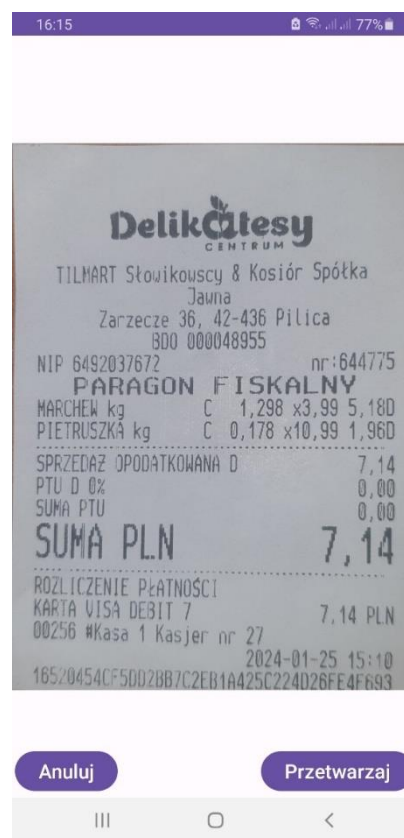 16:15
77%
Delikatesy
CENTRUM
TILMART Słowikowscy & Kosiór Spółka
Jawna
Zarzecze 36, 42-436 Pilica
BDO 000048955
NIP 6492037672 nr:644775
PARAGON FISKALNY
MARCHEW kg C 1,298 x3,99 5,18D
PIETRUSZKA kg C 0,178 x10,99 1,96D
SPRZEDAŻ OPODATKOWANA D 7,14
PTU D 0% 0,00
SUMA PTU 0,00
SUMA PLN 7,14
ROZLICZENIE PŁATNOŚCI
KARTA VISA DEBIT 7 7,14 PLN
00256 #Kasa 1 Kasjer nr 27
2024-01-25 15:10
16520454CF5DD2BB7C2EB1A425C224D26FE4F693
Anuluj Przetwarzaj